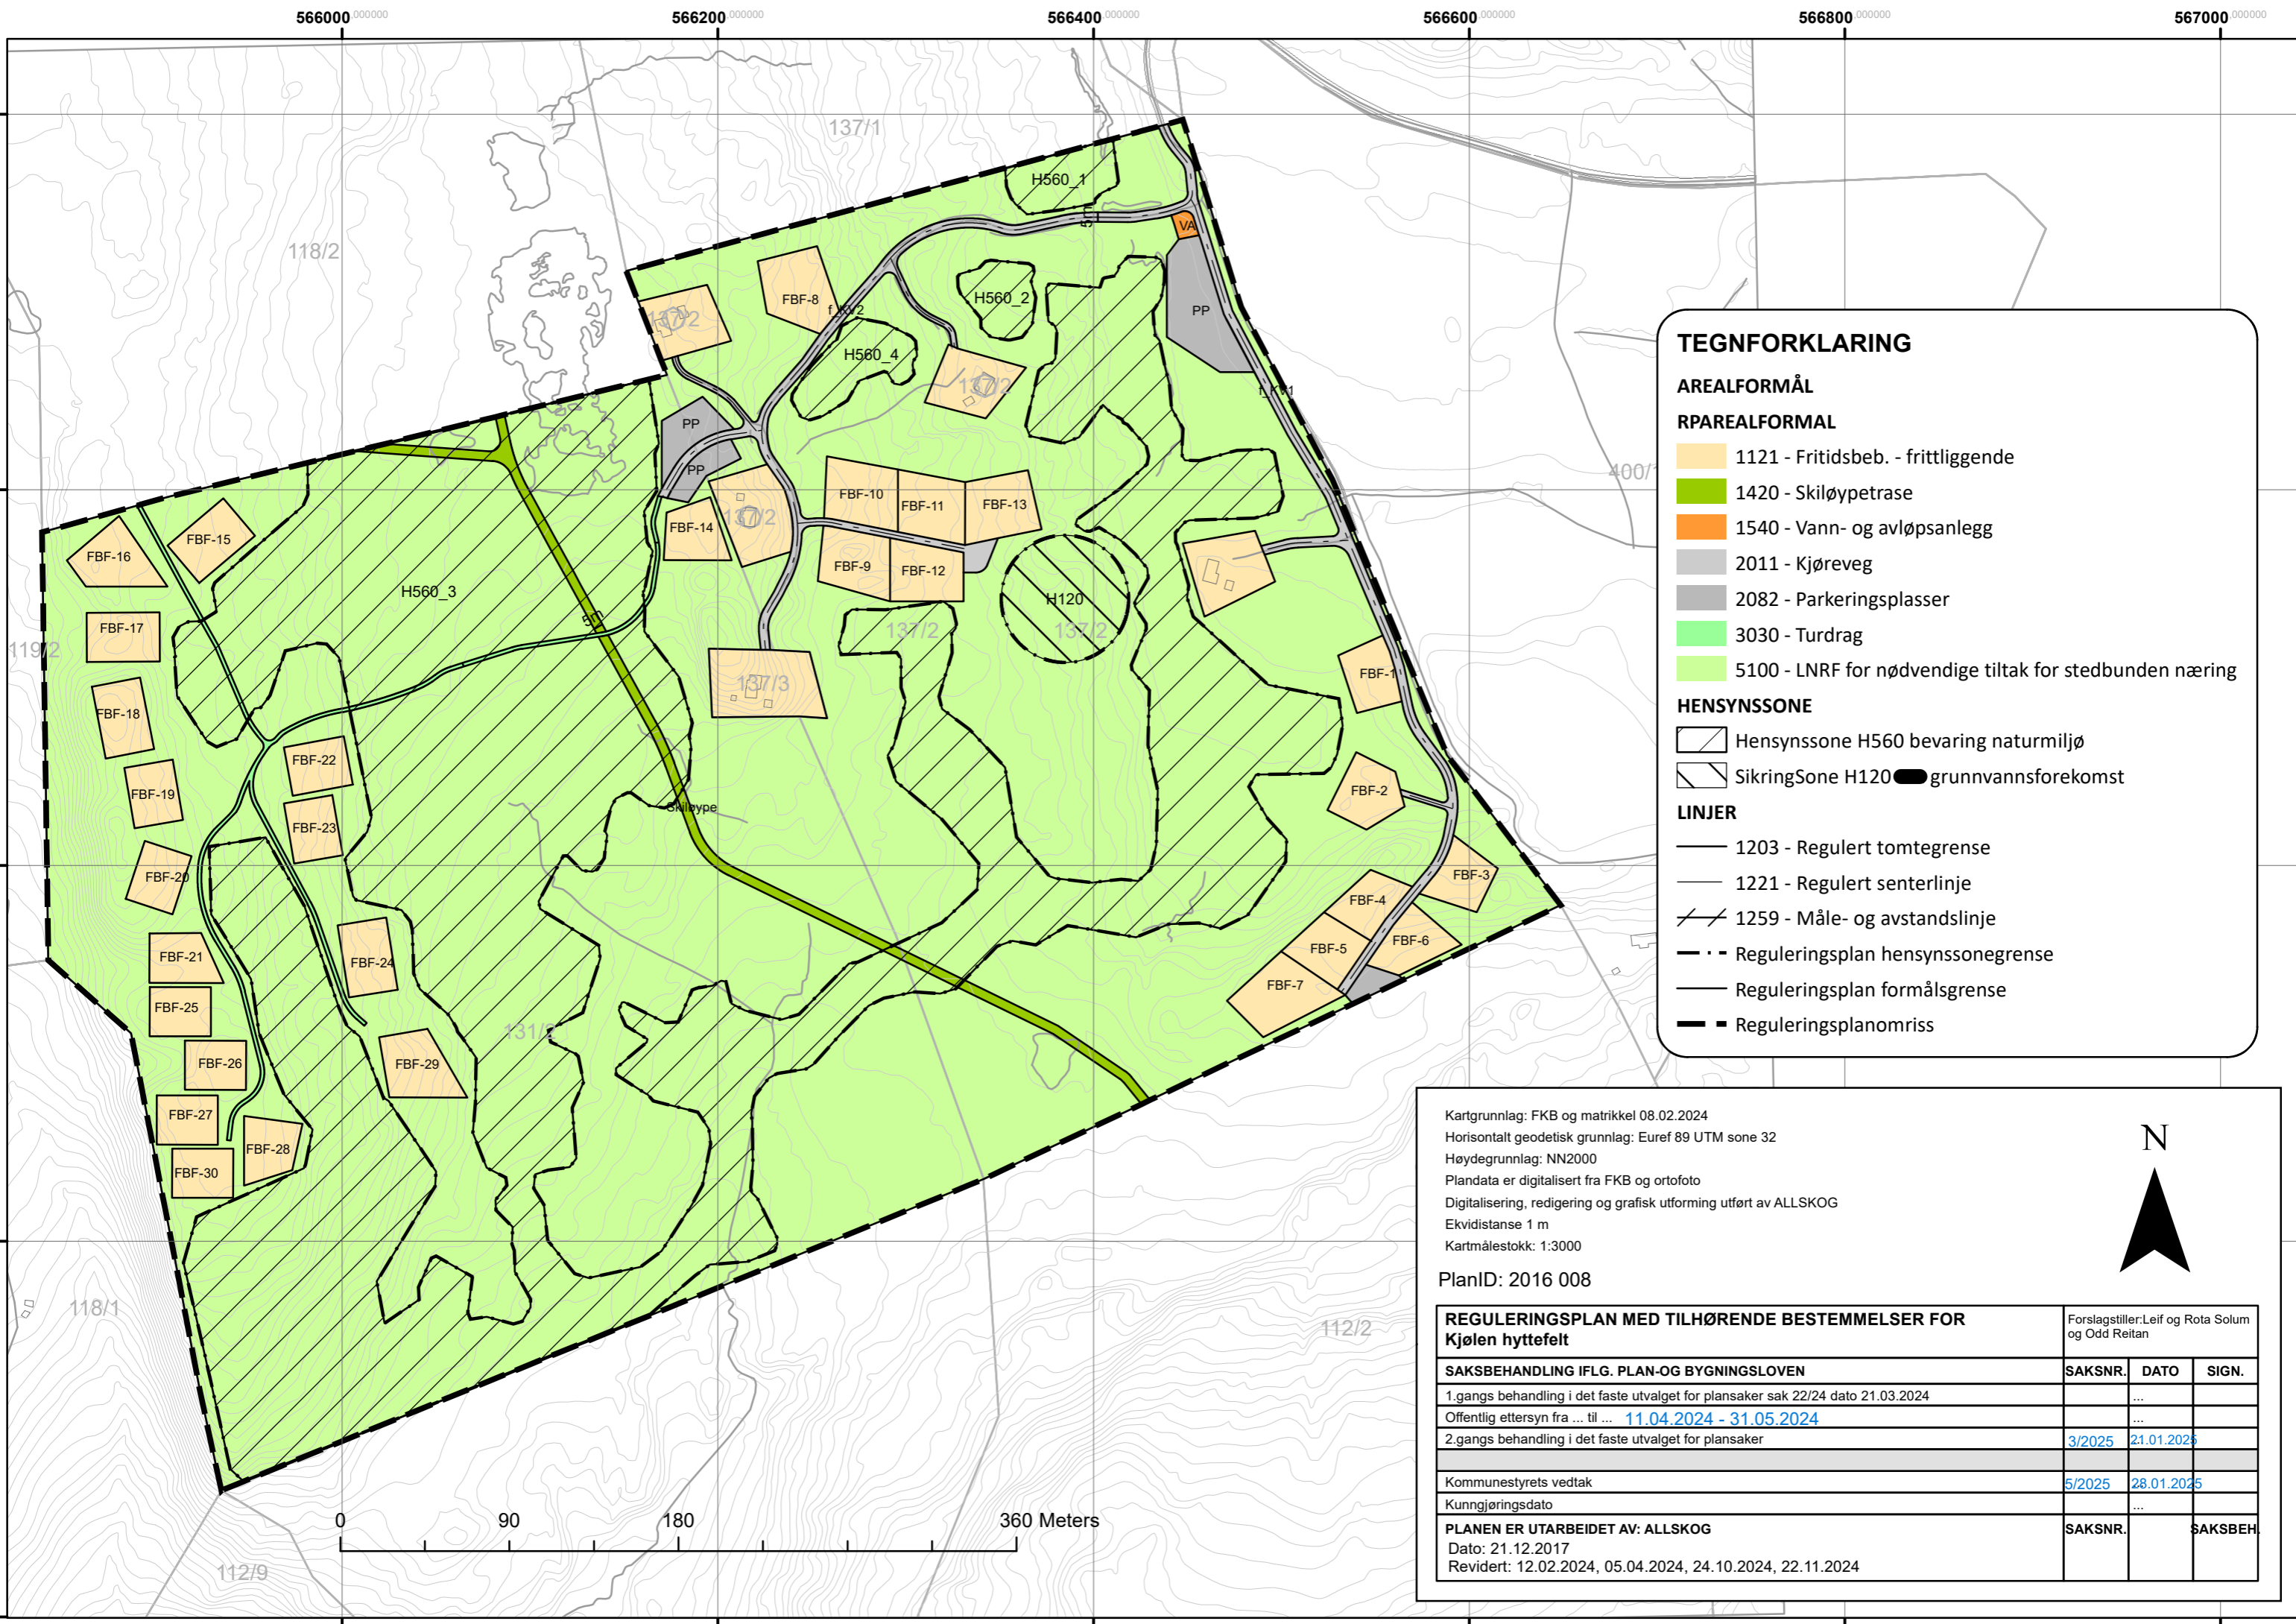 566000.000000 566200.000000 566400.000000 566600.000000 566800.000000 567000.000000
137/1
H560_1
118/2
5m
VA
FBF-8
H560_2
137/2
f_KV2
PP
H560_4
137/2
f_KV1
PP
PP
FBF-10
FBF-11
FBF-13
137/2
FBF-14
FBF-15
FBF-16
FBF-9
FBF-12
H560_3
H120
FBF-17
137/2
137/2
119/2
FBF-1
137/3
FBF-18
FBF-22
FBF-2
FBF-19
Skiløype
FBF-23
FBF-20
FBF-3
FBF-4
FBF-6
FBF-5
FBF-21
FBF-24
FBF-7
FBF-25
131/2
FBF-26
FBF-29
FBF-27
FBF-28
FBF-30
118/1
112/2
112/9
0 90 180 360 Meters
TEGNFORKLARING
AREALFORMÅL
RPAREALFORMAL
1121 - Fritidsbeb. - frittliggende
1420 - Skiløypetrase
1540 - Vann- og avløpsanlegg
2011 - Kjøreveg
2082 - Parkeringsplasser
3030 - Turdrag
5100 - LNRF for nødvendige tiltak for stedbunden næring
HENSYNSSONE
Hensynssone H560 bevaring naturmiljø
SikringSone H120 grunnvannsforekomst
LINJER
1203 - Regulert tomtegrense
1221 - Regulert senterlinje
1259 - Måle- og avstandslinje
Reguleringsplan hensynssonegrense
Reguleringsplan formålsgrense
Reguleringsplanomriss
Kartgrunnlag: FKB og matrikkel 08.02.2024
Horisontalt geodetisk grunnlag: Euref 89 UTM sone 32
Høydegrunnlag: NN2000
Plandata er digitalisert fra FKB og ortofoto
Digitalisering, redigering og grafisk utforming utført av ALLSKOG
Ekvidistanse 1 m
Kartmålestokk: 1:3000
N
PlanID: 2016 008
REGULERINGSPLAN MED TILHØRENDE BESTEMMELSER FOR
Kjølen hyttefelt
Forslagstiller:Leif og Rota Solum
og Odd Reitan
SAKSBEHANDLING IFLG. PLAN-OG BYGNINGSLOVEN SAKSNR. DATO SIGN.
1.gangs behandling i det faste utvalget for plansaker sak 22/24 dato 21.03.2024 ...
Offentlig ettersyn fra ... til ... 11.04.2024 - 31.05.2024 ...
2.gangs behandling i det faste utvalget for plansaker 3/2025 21.01.2025
Kommunestyrets vedtak 5/2025 28.01.2025
Kunngjøringsdato ...
PLANEN ER UTARBEIDET AV: ALLSKOG SAKSNR. SAKSBEH.
Dato: 21.12.2017
Revidert: 12.02.2024, 05.04.2024, 24.10.2024, 22.11.2024